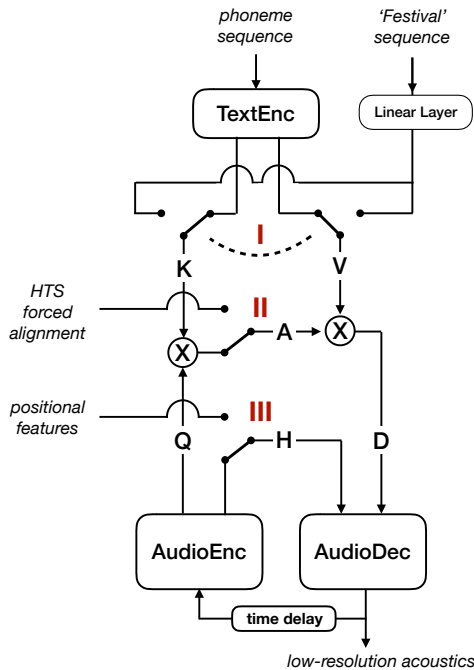 phoneme
sequence
'Festival'
sequence
TextEnc
Linear Layer
I
K
V
HTS
forced
alignment
II
X
A
X
positional
features
III
Q
H
D
AudioEnc
AudioDec
time delay
low-resolution acoustics